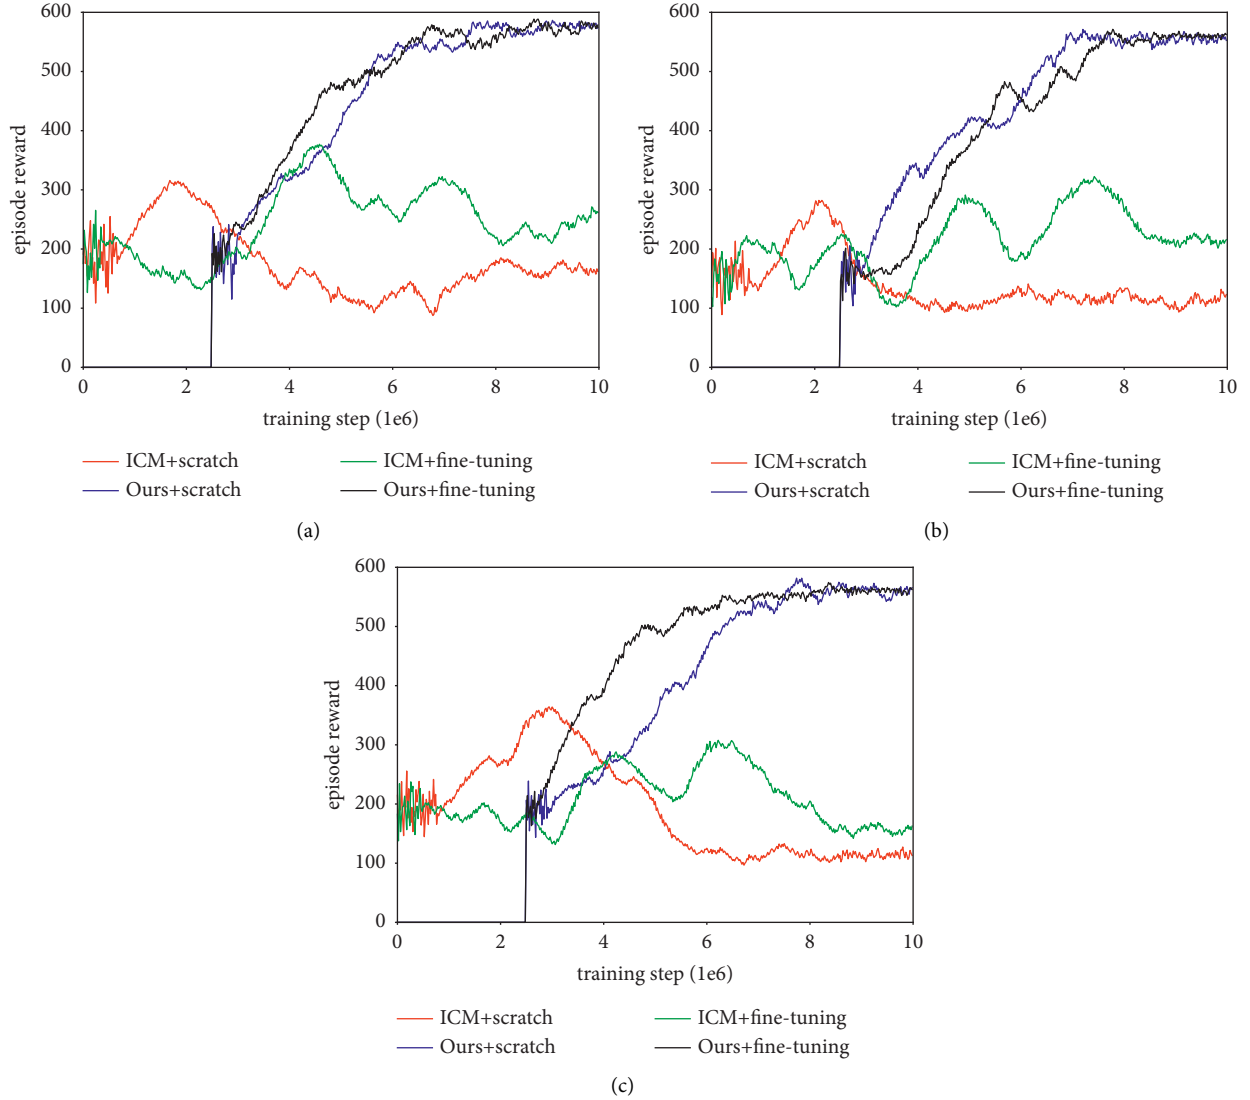 600
500
400
300
200
100
0
episode reward
0 2 4 6 8 10
training step (1e6)
ICM+scratch ICM+fine-tuning
Ours+scratch Ours+fine-tuning
(a)
600
500
400
300
200
100
0
episode reward
0 2 4 6 8 10
training step (1e6)
ICM+scratch ICM+fine-tuning
Ours+scratch Ours+fine-tuning
(b)
600
500
400
300
200
100
0
episode reward
0 2 4 6 8 10
training step (1e6)
ICM+scratch ICM+fine-tuning
Ours+scratch Ours+fine-tuning
(c)